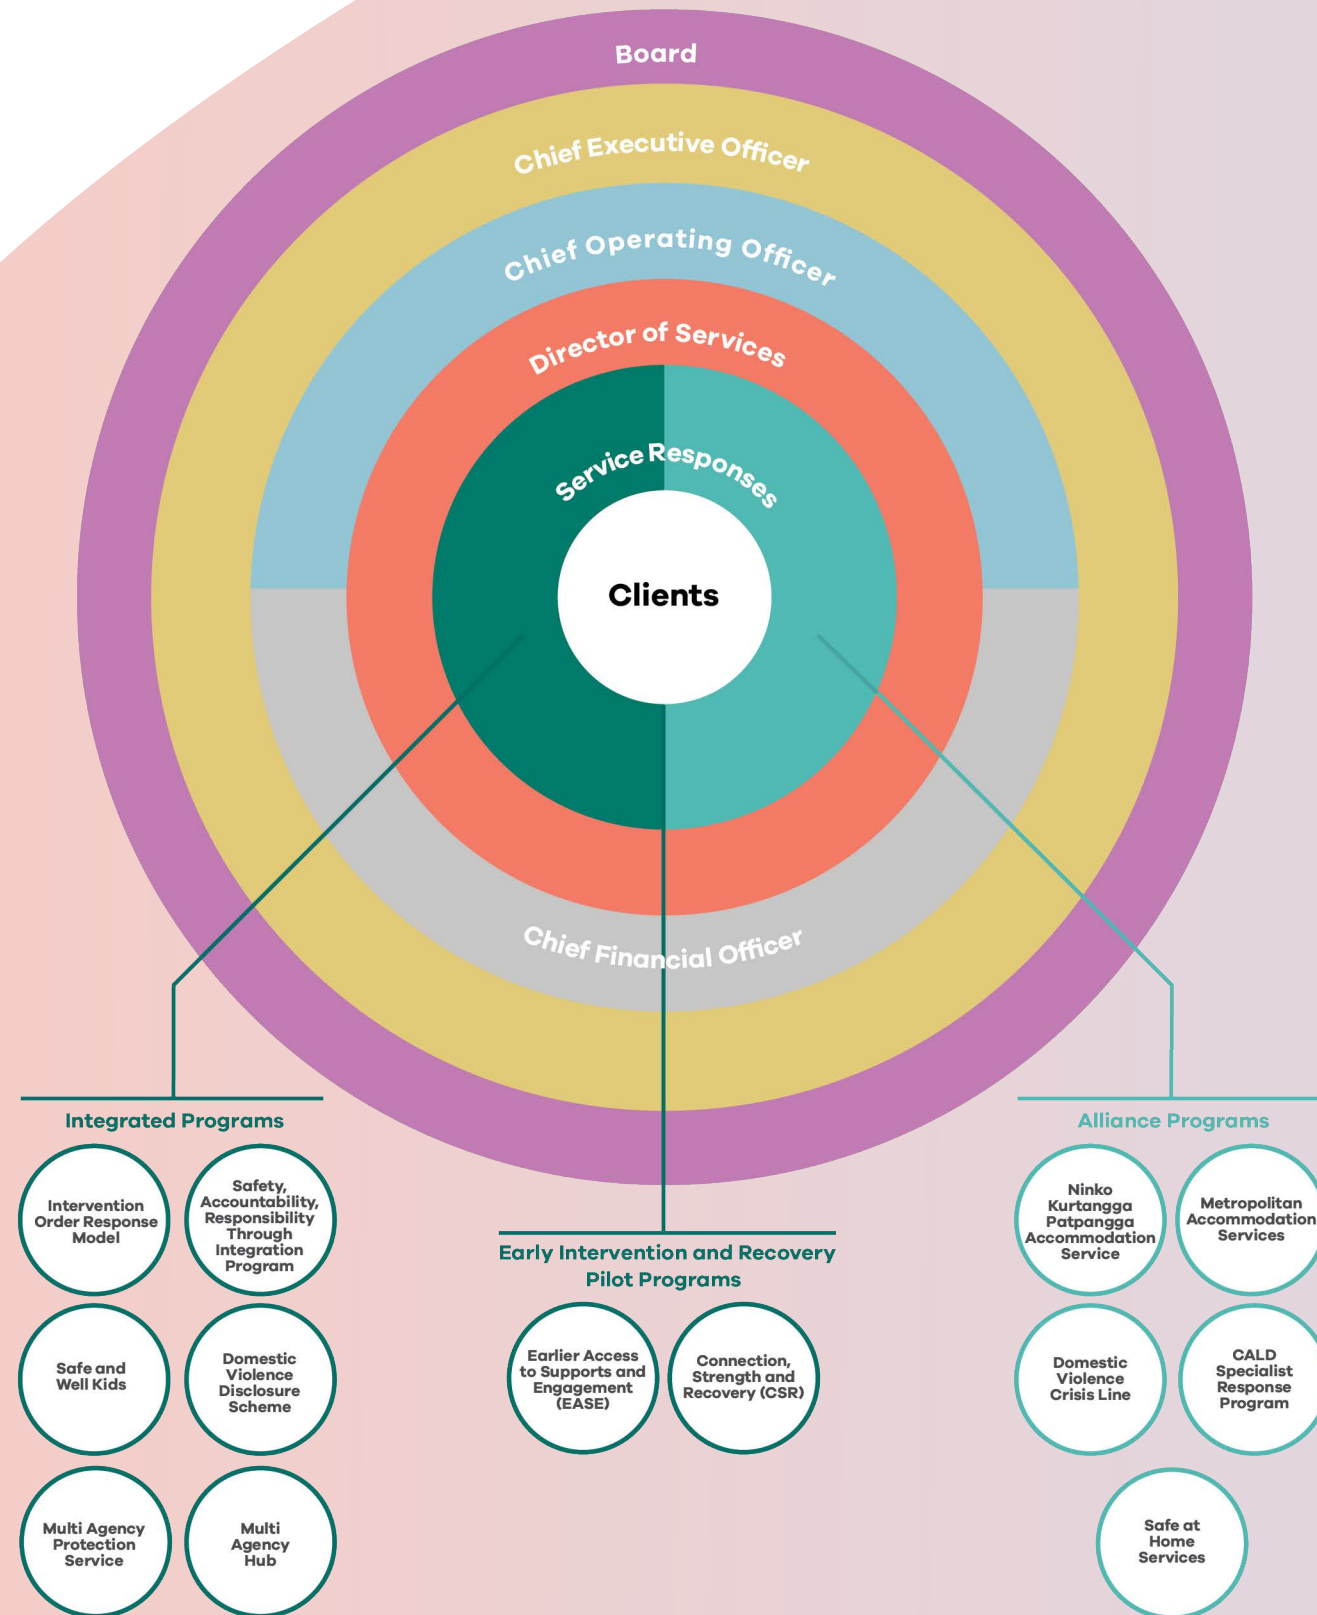 Board
Chief Executive Officer
Chief Operating Officer
Director of Services
Service Responses
Clients
Chief Financial Officer
Integrated Programs
Intervention
Order Response
Model
Safety,
Accountability,
Responsibility
Through
Integration
Program
Safe and
Well Kids
Domestic
Violence
Disclosure
Scheme
Multi Agency
Protection
Service
Multi
Agency
Hub
Early Intervention and Recovery
Pilot Programs
Earlier Access
to Supports and
Engagement
(EASE)
Connection,
Strength and
Recovery (CSR)
Alliance Programs
Ninko
Kurtangga
Patpangga
Accommodation
Service
Metropolitan
Accommodation
Services
Domestic
Violence
Crisis Line
CALD
Specialist
Response
Program
Safe at
Home
Services